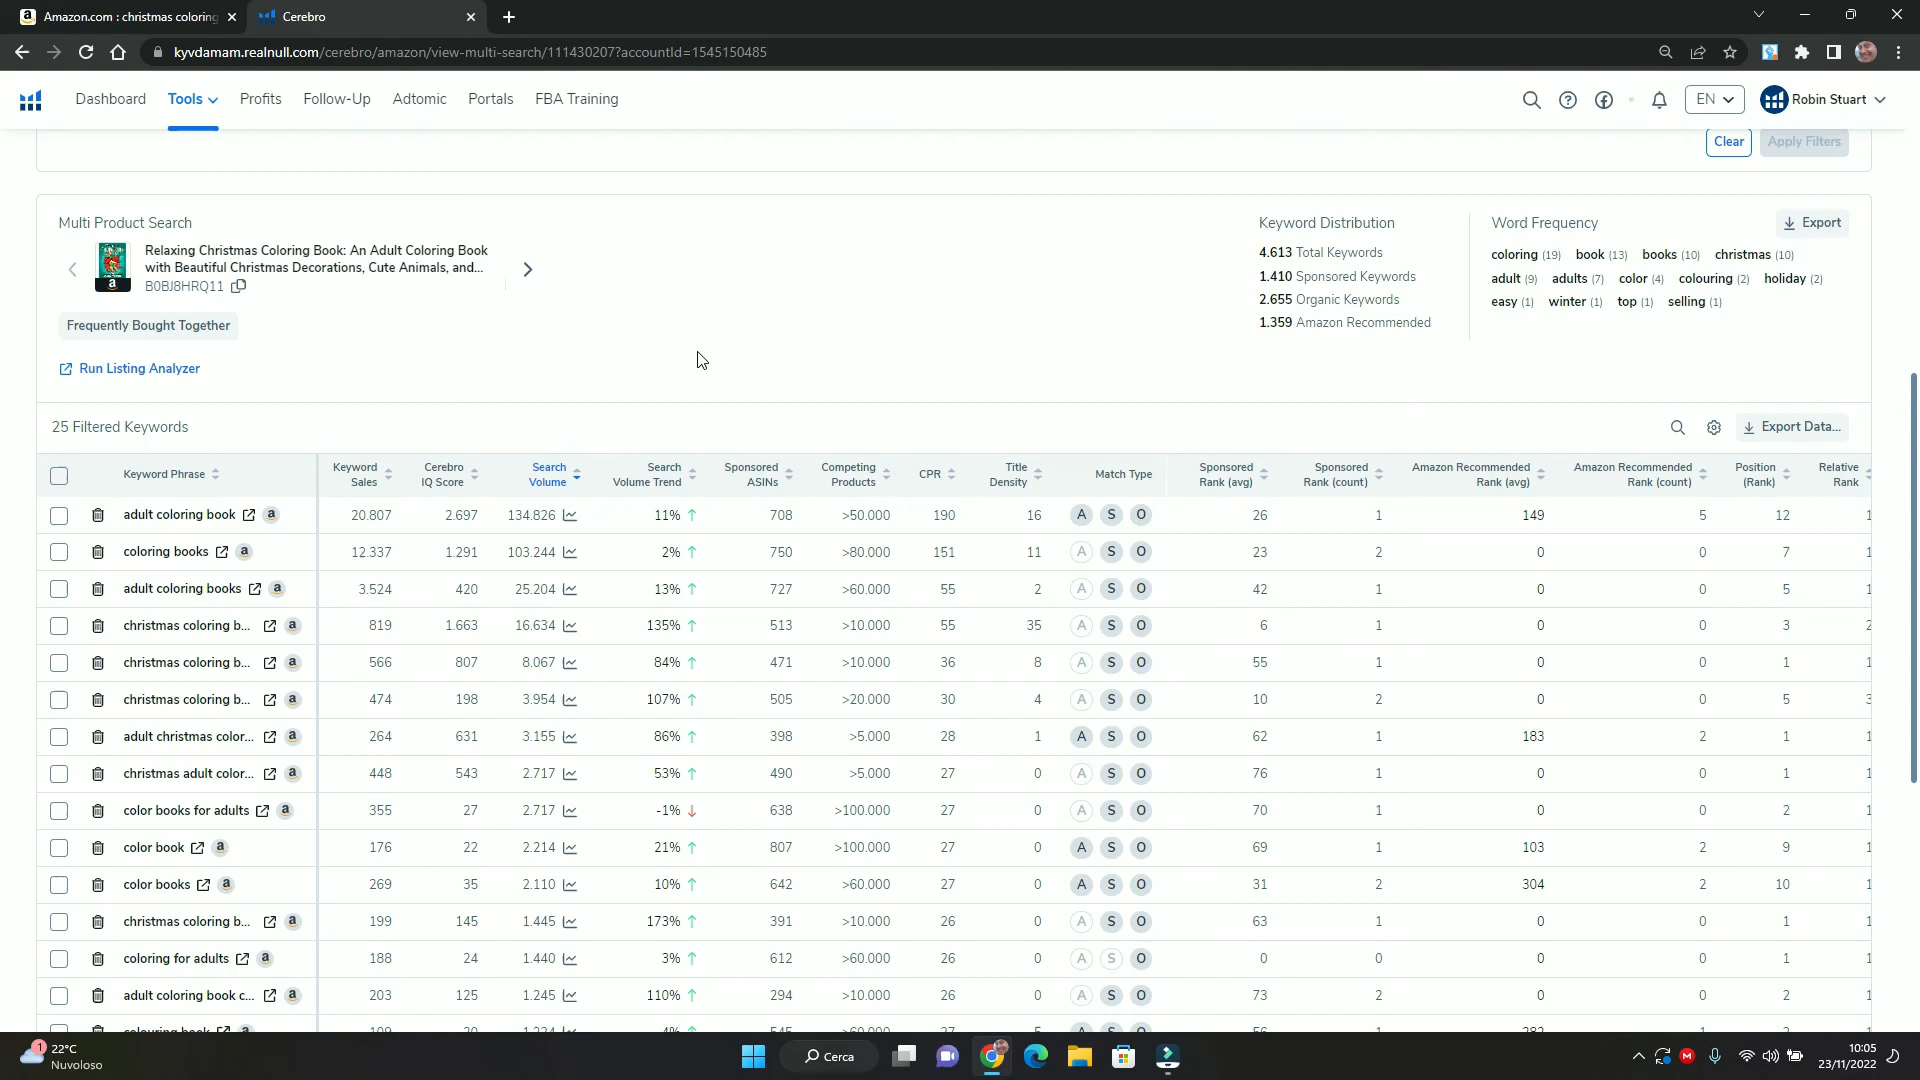 Amazon.com : christmas coloring
Cerebro
kyvdamam.realnull.com/cerebro/amazon/view-multi-search/111430207?accountId=1545150485
Dashboard Tools Profits Follow-Up Adtomic Portals FBA Training
EN Robin Stuart
Clear Apply Filters
Multi Product Search
Relaxing Christmas Coloring Book: An Adult Coloring Book
with Beautiful Christmas Decorations, Cute Animals, and...
B0BJ8HRQ11
Frequently Bought Together
Run Listing Analyzer
Keyword Distribution
4.613 Total Keywords
1.410 Sponsored Keywords
2.655 Organic Keywords
1.359 Amazon Recommended
Word Frequency Export
coloring (19) book (13) books (10) christmas (10)
adult (9) adults (7) color (4) colouring (2) holiday (2)
easy (1) winter (1) top (1) selling (1)
25 Filtered Keywords Export Data...
Keyword Phrase Keyword Sales Cerebro IQ Score Search Volume Search Volume Trend Sponsored ASINs Competing Products CPR Title Density Match Type Sponsored Rank (avg) Sponsored Rank (count) Amazon Recommended Rank (avg) Amazon Recommended Rank (count) Position (Rank) Relative Rank
adult coloring book a 20.807 2.697 134.826 11% ↑ 708 >50.000 190 16 A S O 26 1 149 5 12 1
coloring books a 12.337 1.291 103.244 2% ↑ 750 >80.000 151 11 A S O 23 2 0 0 7 1
adult coloring books a 3.524 420 25.204 13% ↑ 727 >60.000 55 2 A S O 42 1 0 0 5 1
christmas coloring b... a 819 1.663 16.634 135% ↑ 513 >10.000 55 35 A S O 6 1 0 0 3 2
christmas coloring b... a 566 807 8.067 84% ↑ 471 >10.000 36 8 A S O 55 1 0 0 1 1
christmas coloring b... a 474 198 3.954 107% ↑ 505 >20.000 30 4 A S O 10 2 0 0 5 3
adult christmas color... a 264 631 3.155 86% ↑ 398 >5.000 28 1 A S O 62 1 183 2 1 1
christmas adult color... a 448 543 2.717 53% ↑ 490 >5.000 27 0 A S O 76 1 0 0 1 1
color books for adults a 355 27 2.717 -1% ↓ 638 >100.000 27 0 A S O 70 1 0 0 2 1
color book a 176 22 2.214 21% ↑ 807 >100.000 27 0 A S O 69 1 103 2 9 1
color books a 269 35 2.110 10% ↑ 642 >60.000 27 0 A S O 31 2 304 2 10 1
christmas coloring b... a 199 145 1.445 173% ↑ 391 >10.000 26 0 A S O 63 1 0 0 1 1
coloring for adults a 188 24 1.440 3% ↑ 612 >60.000 26 0 A S O 0 0 0 0 1 1
adult coloring book c... a 203 125 1.245 110% ↑ 294 >10.000 26 0 A S O 73 2 0 0 2 1
1 22°C
Nuvoloso
Cerca
10:05
23/11/2022